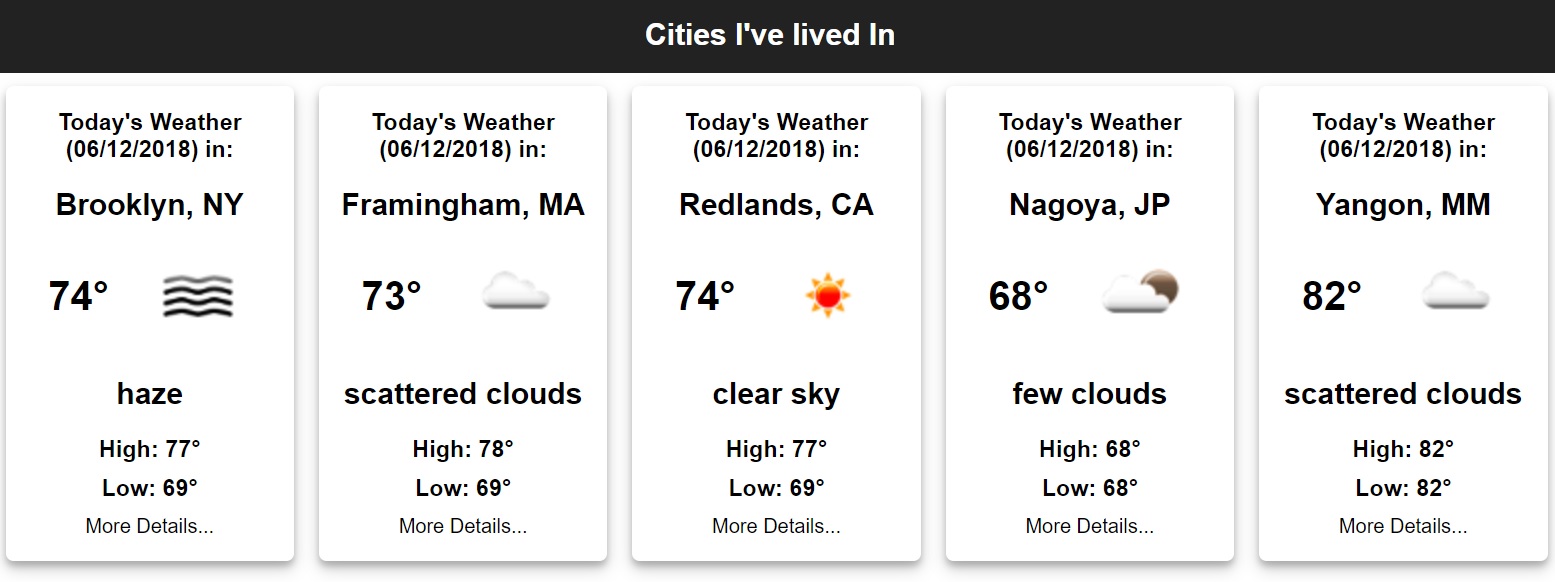 Cities I've lived In
Today's Weather
(06/12/2018) in:
Brooklyn, NY
74°
haze
High: 77°
Low: 69°
More Details...
Today's Weather
(06/12/2018) in:
Framingham, MA
73°
scattered clouds
High: 78°
Low: 69°
More Details...
Today's Weather
(06/12/2018) in:
Redlands, CA
74°
clear sky
High: 77°
Low: 69°
More Details...
Today's Weather
(06/12/2018) in:
Nagoya, JP
68°
few clouds
High: 68°
Low: 68°
More Details...
Today's Weather
(06/12/2018) in:
Yangon, MM
82°
scattered clouds
High: 82°
Low: 82°
More Details...